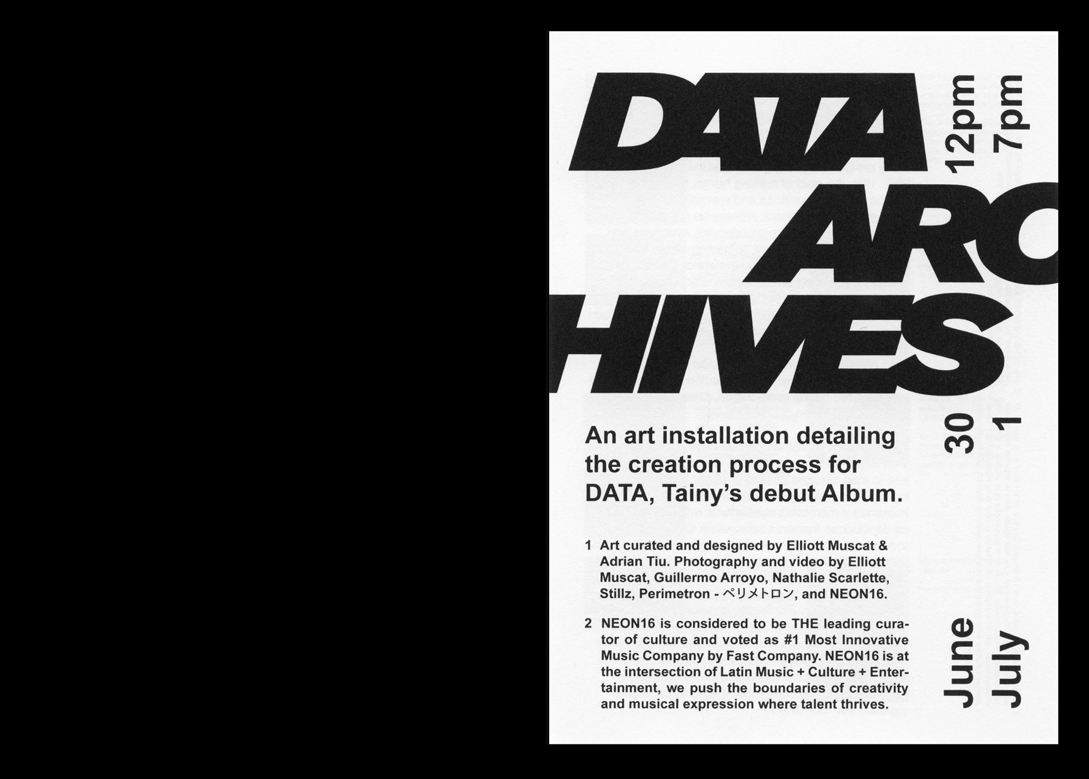 DATA
ARC
HIVES
12pm
7pm
30
1
June
July
An art installation detailing
the creation process for
DATA, Tainy’s debut Album.
1 Art curated and designed by Elliott Muscat &
Adrian Tiu. Photography and video by Elliott
Muscat, Guillermo Arroyo, Nathalie Scarlette,
Stillz, Perimetron - ペリメトロン, and NEON16.
2 NEON16 is considered to be THE leading cura-
tor of culture and voted as #1 Most Innovative
Music Company by Fast Company. NEON16 is at
the intersection of Latin Music + Culture + Enter-
tainment, we push the boundaries of creativity
and musical expression where talent thrives.